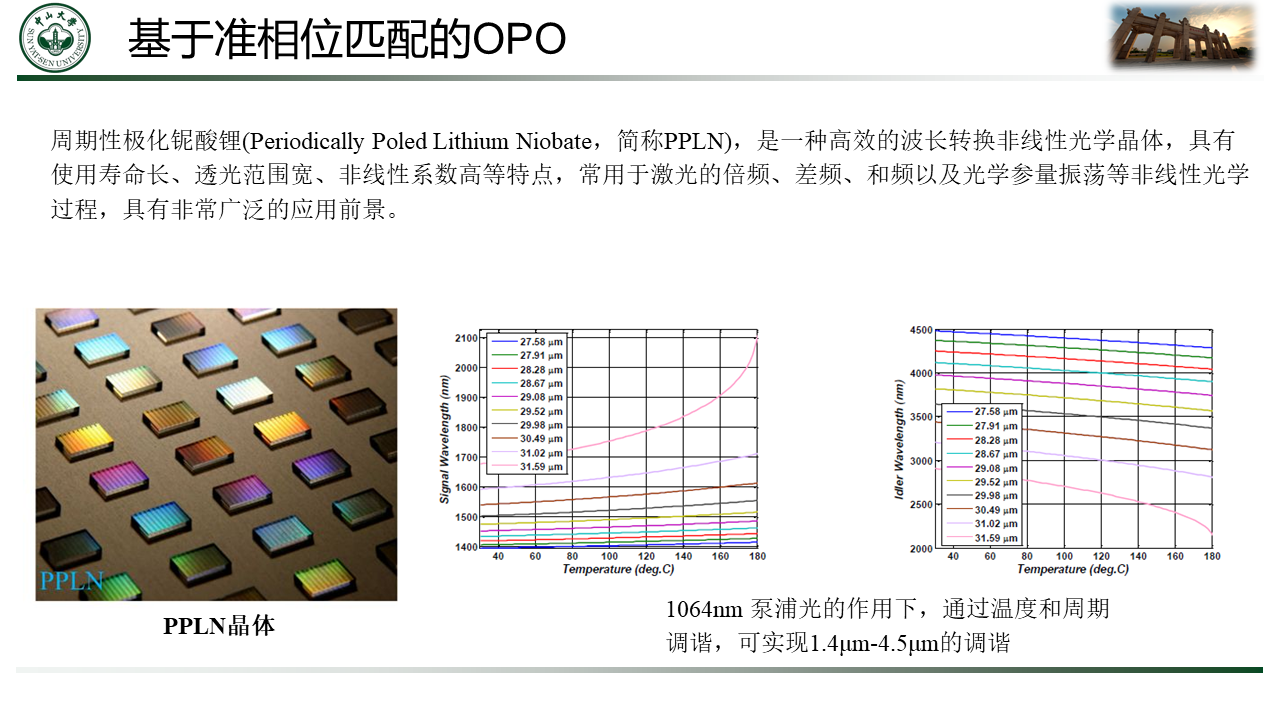 中山大学
SUN YAT-SEN UNIVERSITY
基于准相位匹配的OPO
周期性极化铌酸锂(Periodically Poled Lithium Niobate，简称PPLN)，是一种高效的波长转换非线性光学晶体，具有
使用寿命长、透光范围宽、非线性系数高等特点，常用于激光的倍频、差频、和频以及光学参量振荡等非线性光学
过程，具有非常广泛的应用前景。
PPLN
PPLN晶体
Signal Wavelength (nm)
2100
2000
1900
1800
1700
1600
1500
1400
27.58 μm
27.91 μm
28.28 μm
28.67 μm
29.08 μm
29.52 μm
29.98 μm
30.49 μm
31.02 μm
31.59 μm
40 60 80 100 120 140 160 180
Temperature (deg.C)
Idler Wavelength (nm)
4500
4000
3500
3000
2500
2000
27.58 μm
27.91 μm
28.28 μm
28.67 μm
29.08 μm
29.52 μm
29.98 μm
30.49 μm
31.02 μm
31.59 μm
40 60 80 100 120 140 160 180
Temperature (deg.C)
1064nm 泵浦光的作用下，通过温度和周期
调谐，可实现1.4μm-4.5μm的调谐